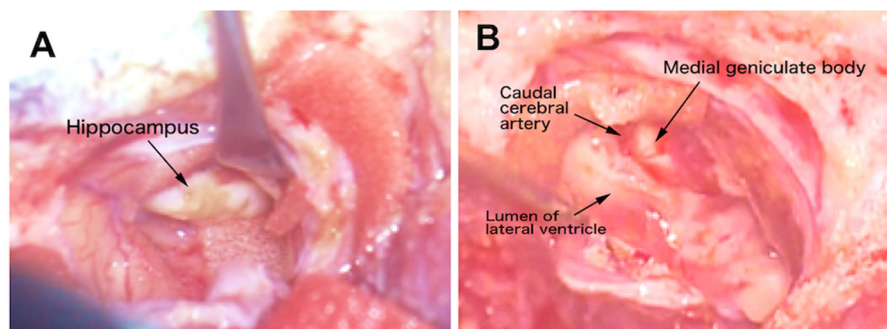 A
Hippocampus
B
Medial geniculate body
Caudal
cerebral
artery
Lumen of
lateral ventricle